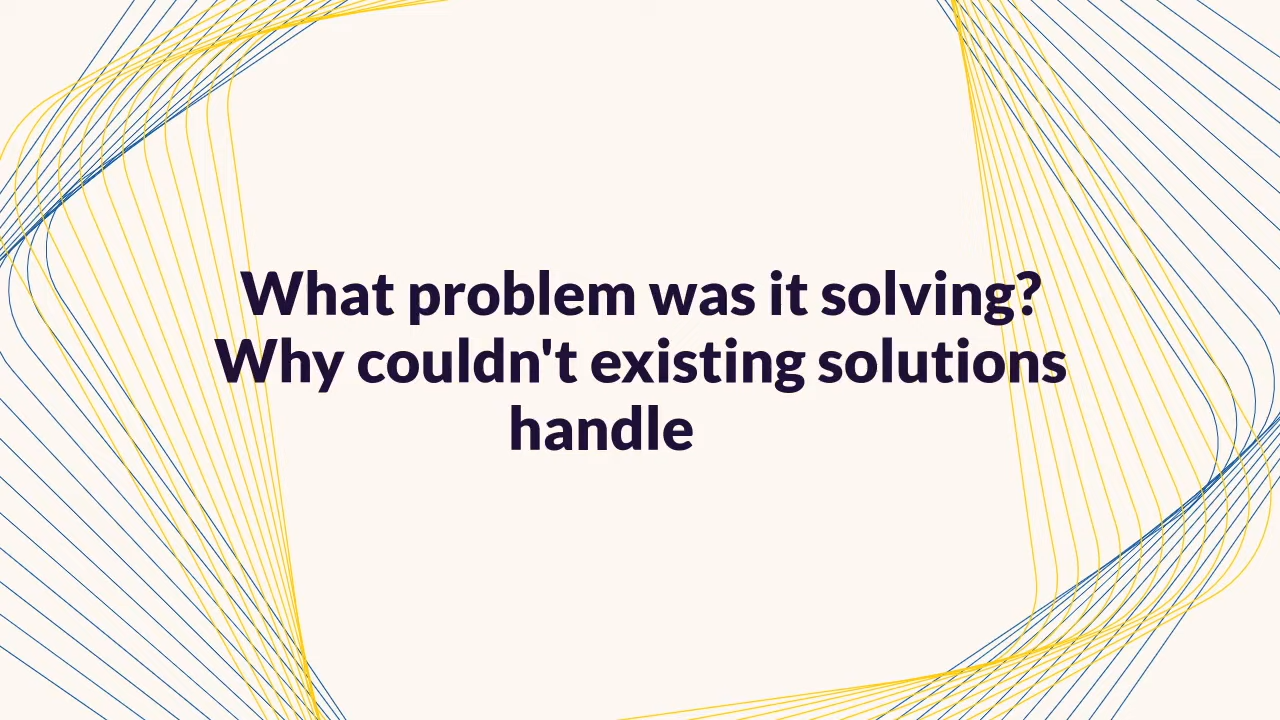 What problem was it solving?
Why couldn't existing solutions
handle